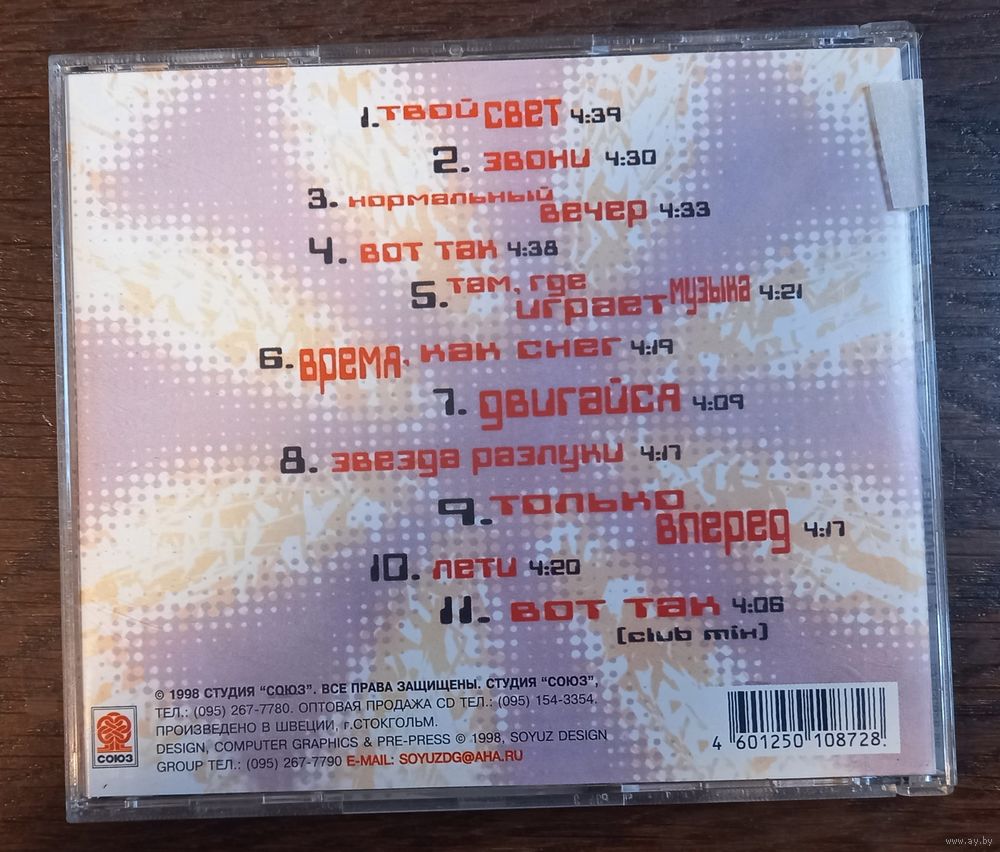 1. твой свет 4:39
2. звони 4:30
3. нормальный
вечер 4:33
4. вот так 4:38
5. там, где
играет музыка 4:21
6. время, как снег 4:19
7. двигайся 4:09
8. звезда разлуки 4:17
9. только
вперед 4:17
10. лети 4:20
11. вот так 4:06
(club mix)
© 1998 СТУДИЯ "СОЮЗ". ВСЕ ПРАВА ЗАЩИЩЕНЫ. СТУДИЯ "СОЮЗ",
ТЕЛ.: (095) 267-7780. ОПТОВАЯ ПРОДАЖА CD ТЕЛ.: (095) 154-3354.
ПРОИЗВЕДЕНО В ШВЕЦИИ, г.СТОКГОЛЬМ.
DESIGN, COMPUTER GRAPHICS & PRE-PRESS © 1998, SOYUZ DESIGN
GROUP ТЕЛ.: (095) 267-7790 E-MAIL: SOYUZDG@AHA.RU
СОЮЗ
4 601250 108728
www.ay.by